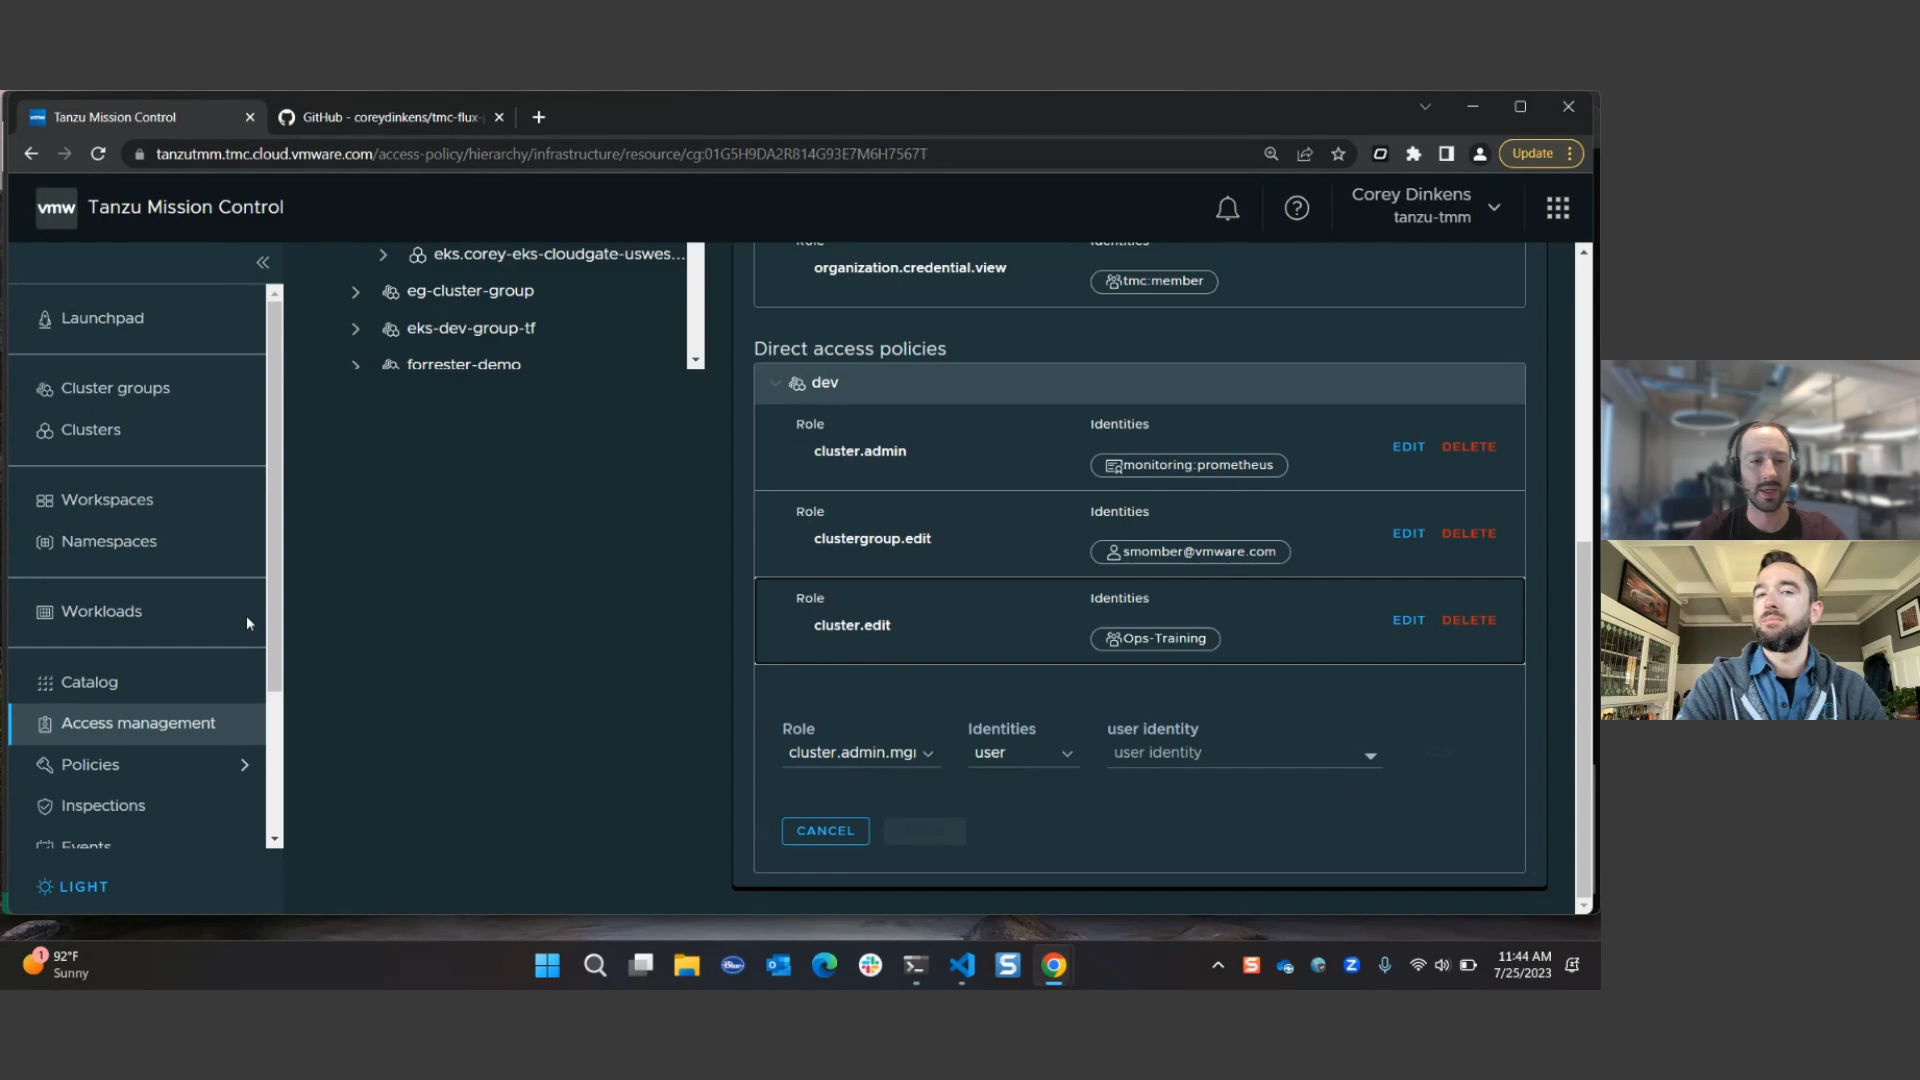 Tanzu Mission Control
GitHub - coreydinkens/tmc-flux-
tanzutmm.tmc.cloud.vmware.com/access-policy/hierarchy/infrastructure/resource/cg:01G5H9DA2R814G93E7M6H7567T
Update
vmw Tanzu Mission Control
Corey Dinkens
tanzu-tmm
Launchpad
Cluster groups
Clusters
Workspaces
Namespaces
Workloads
Catalog
Access management
Policies
Inspections
Events
LIGHT
eks.corey-eks-cloudgate-uswes...
eg-cluster-group
eks-dev-group-tf
forrester-demo
Role Identities
organization.credential.view
tmc:member
Direct access policies
dev
Role Identities
cluster.admin
monitoring:prometheus
EDIT DELETE
Role Identities
clustergroup.edit
smomber@vmware.com
EDIT DELETE
Role Identities
cluster.edit
Ops-Training
EDIT DELETE
Role Identities user identity
cluster.admin.mgr user user identity
CANCEL
1
92°F
Sunny
11:44 AM
7/25/2023